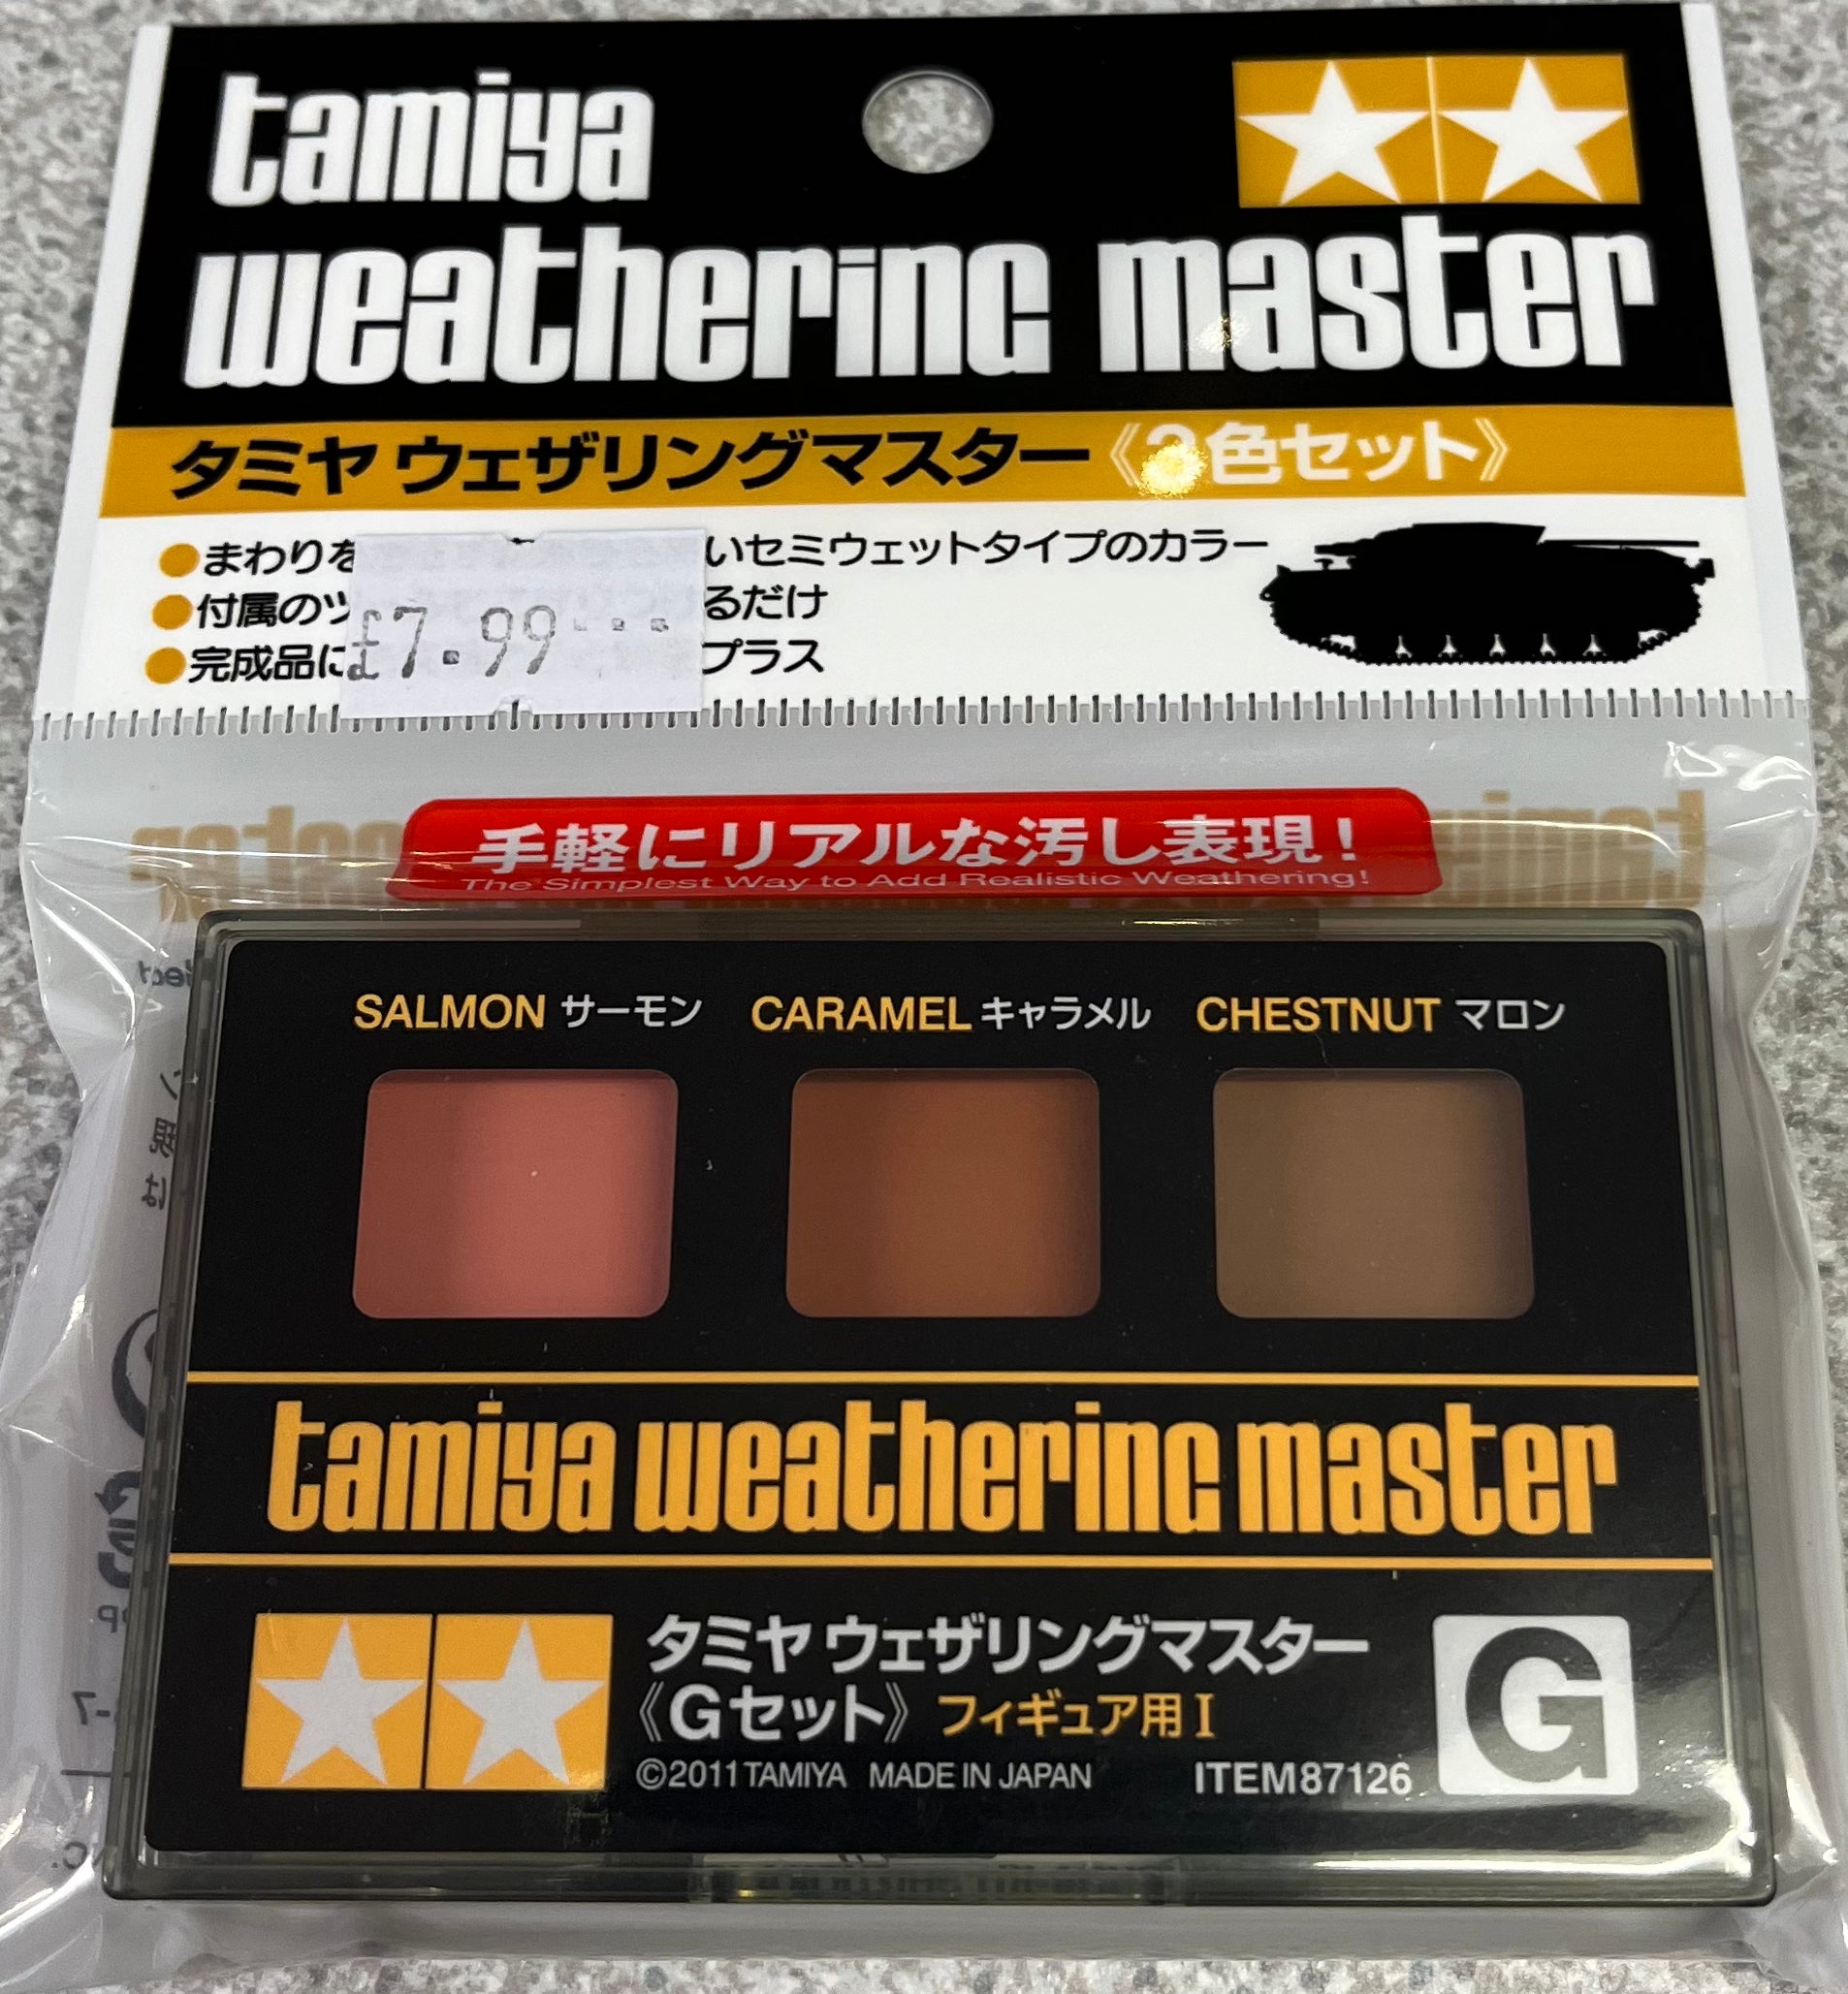 tamiya
weathering master
タミヤ ウェザリングマスター 《3色セット》
●まわりを いセミウェットタイプのカラー
●付属のツ るだけ
●完成品に プラス
£7.99
手軽にリアルな汚し表現!
The Simplest Way to Add Realistic Weathering!
SALMON サーモン CARAMEL キャラメル CHESTNUT マロン
tamiya weathering master
タミヤ ウェザリングマスター
《Gセット》 フィギュア用 I
©2011 TAMIYA MADE IN JAPAN ITEM 87126
G